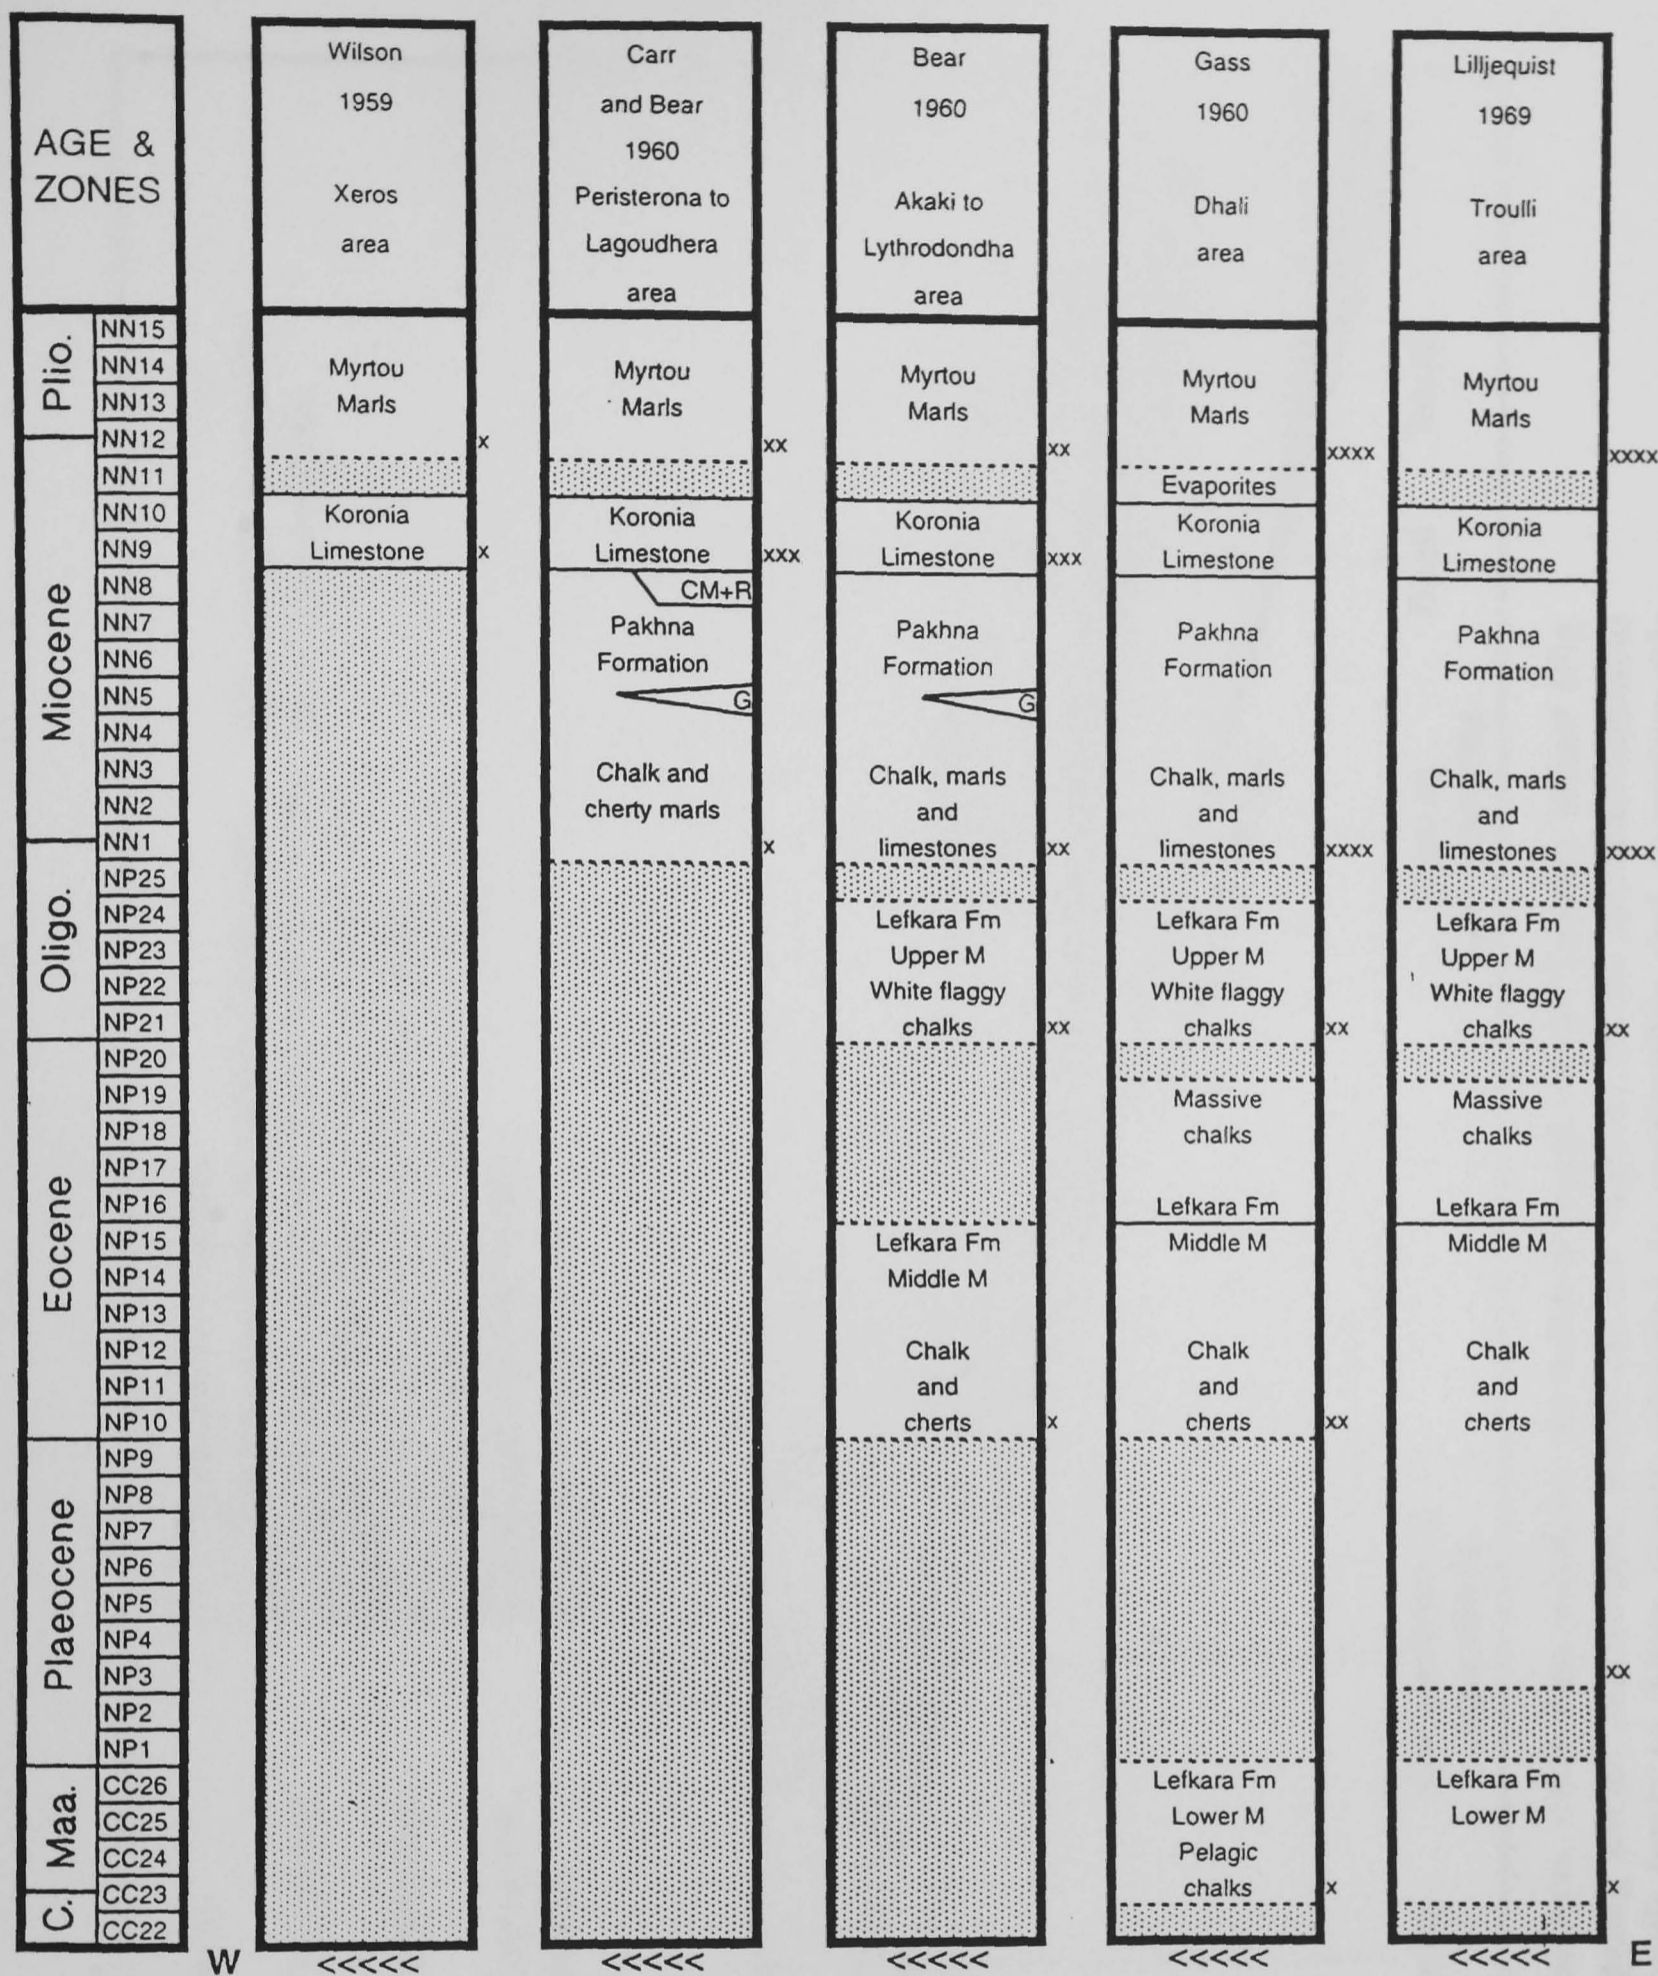 AGE &
ZONES
Plio.
Miocene
Oligo.
Eocene
Plaeocene
Maa.
C.
NN15
NN14
NN13
NN12
NN11
NN10
NN9
NN8
NN7
NN6
NN5
NN4
NN3
NN2
NN1
NP25
NP24
NP23
NP22
NP21
NP20
NP19
NP18
NP17
NP16
NP15
NP14
NP13
NP12
NP11
NP10
NP9
NP8
NP7
NP6
NP5
NP4
NP3
NP2
NP1
CC26
CC25
CC24
CC23
CC22
W
Wilson
1959
Xeros
area
Myrtou
Marls
x
Koronia
Limestone
x
<<<<<
Carr
and Bear
1960
Peristerona to
Lagoudhera
area
Myrtou
Marls
xx
Koronia
Limestone
xxx
CM+R
Pakhna
Formation
G
Chalk and
cherty marls
x
<<<<<
Bear
1960
Akaki to
Lythrodondha
area
Myrtou
Marls
xx
Koronia
Limestone
xxx
Pakhna
Formation
G
Chalk, marls
and
limestones
xx
Lefkara Fm
Upper M
White flaggy
chalks
xx
Lefkara Fm
Middle M
Chalk
and
cherts
x
<<<<<
Gass
1960
Dhali
area
Myrtou
Marls
xxxx
Evaporites
Koronia
Limestone
Pakhna
Formation
Chalk, marls
and
limestones
xxxx
Lefkara Fm
Upper M
White flaggy
chalks
xx
Massive
chalks
Lefkara Fm
Middle M
Chalk
and
cherts
xx
Lefkara Fm
Lower M
Pelagic
chalks
x
<<<<<
Lilljequist
1969
Troulli
area
Myrtou
Marls
xxxx
Koronia
Limestone
Pakhna
Formation
Chalk, marls
and
limestones
xxxx
Lefkara Fm
Upper M
White flaggy
chalks
xx
Massive
chalks
Lefkara Fm
Middle M
Chalk
and
cherts
xx
Lefkara Fm
Lower M
x
<<<<<
E